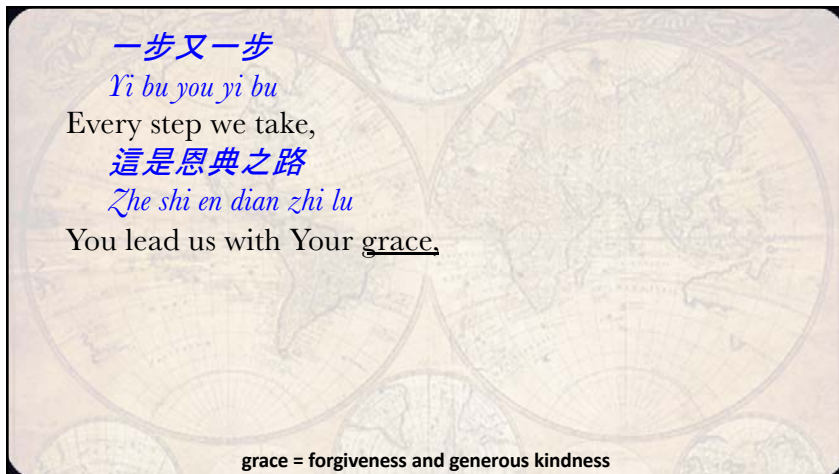 一步又一步
Yi bu you yi bu
Every step we take,
這是恩典之路
Zhe shi en dian zhi lu
You lead us with Your grace,
grace = forgiveness and generous kindness